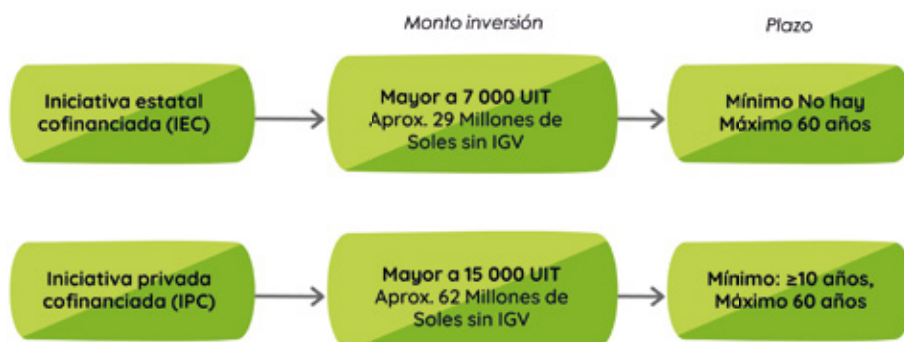 Monto inversión
Plazo
Iniciativa estatal
cofinanciada (IEC)
Mayor a 7 000 UIT
Aprox. 29 Millones de
Soles sin IGV
Mínimo No hay
Máximo 60 años
Iniciativa privada
cofinanciada (IPC)
Mayor a 15 000 UIT
Aprox. 62 Millones de
Soles sin IGV
Mínimo: ≥10 años,
Máximo 60 años